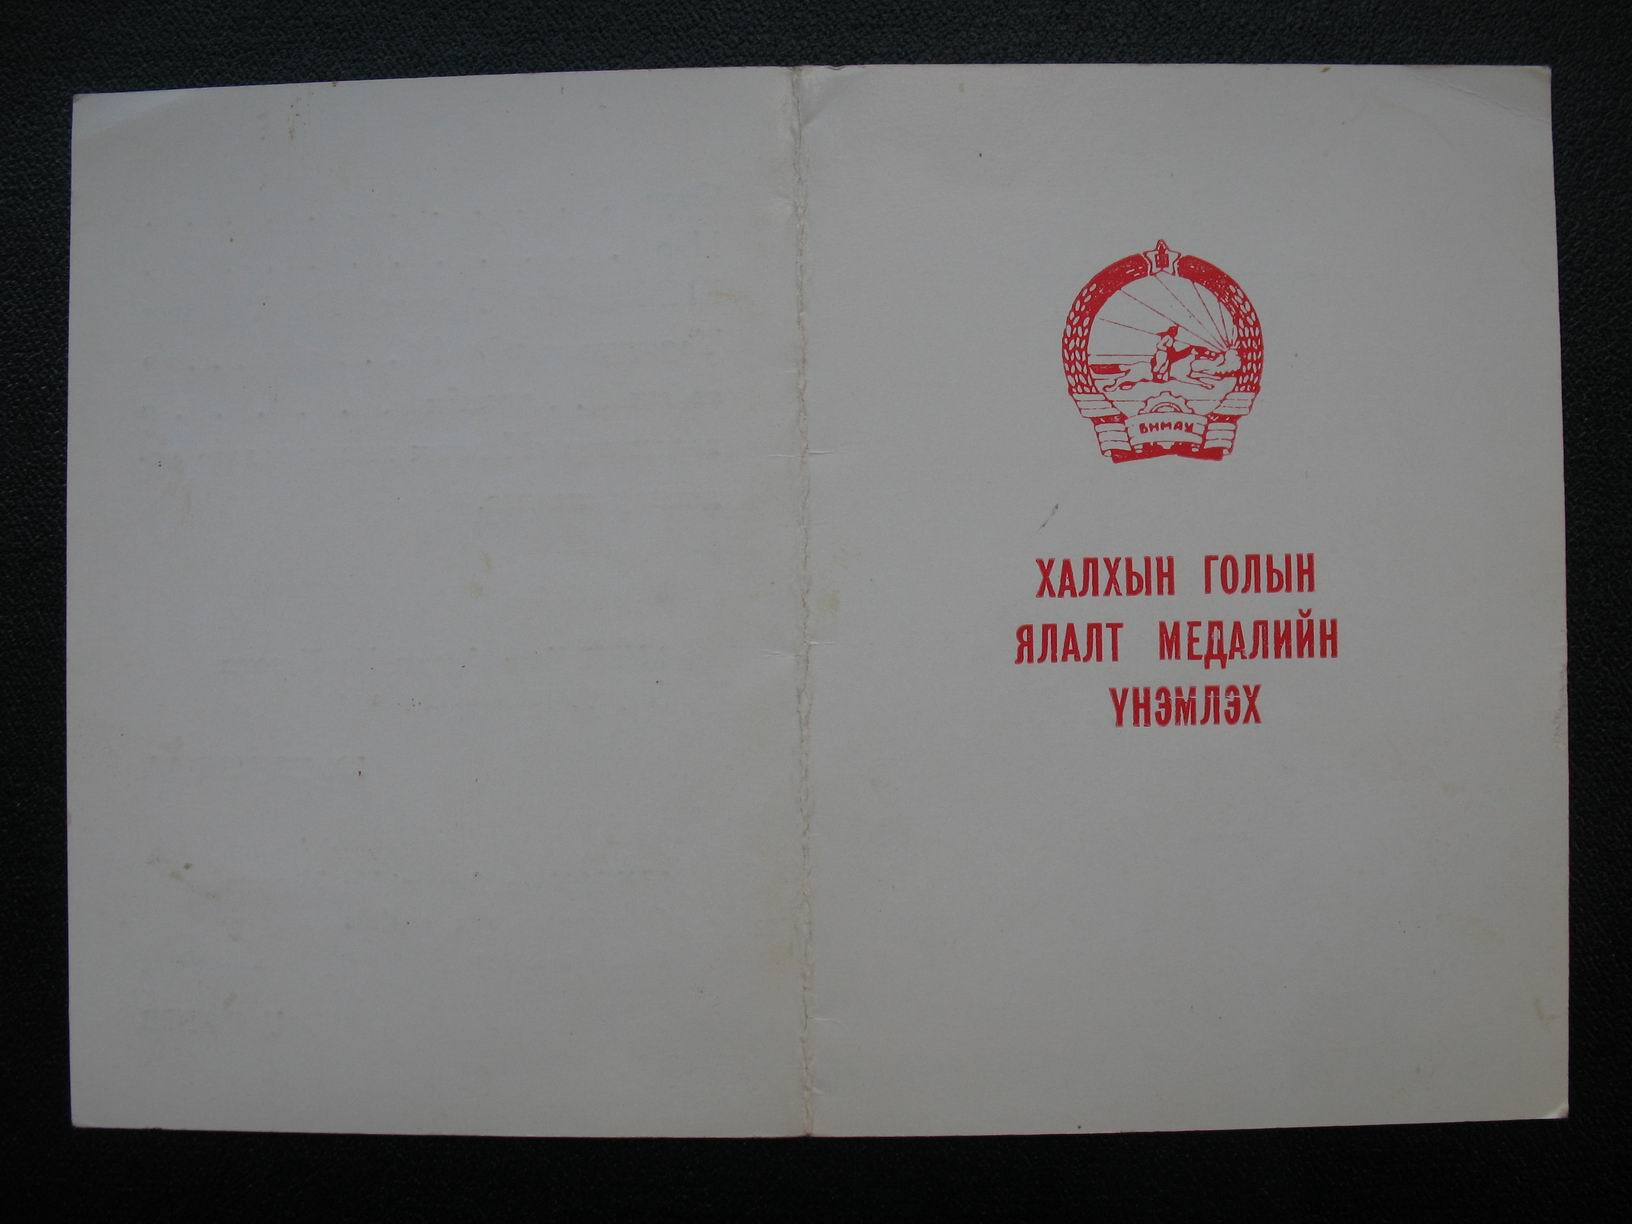 БНМАУ
ХАЛХЫН ГОЛЫН
ЯЛАЛТ МЕДАЛИЙН
ҮНЭМЛЭХ